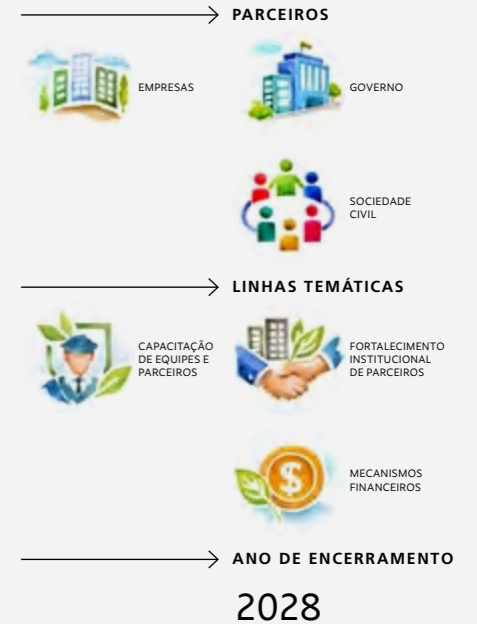 PARCEIROS
EMPRESAS
GOVERNO
SOCIEDADE
CIVIL
LINHAS TEMÁTICAS
CAPACITAÇÃO
DE EQUIPES E
PARCEIROS
FORTALECIMENTO
INSTITUCIONAL
DE PARCEIROS
MECANISMOS
FINANCEIROS
ANO DE ENCERRAMENTO
2028